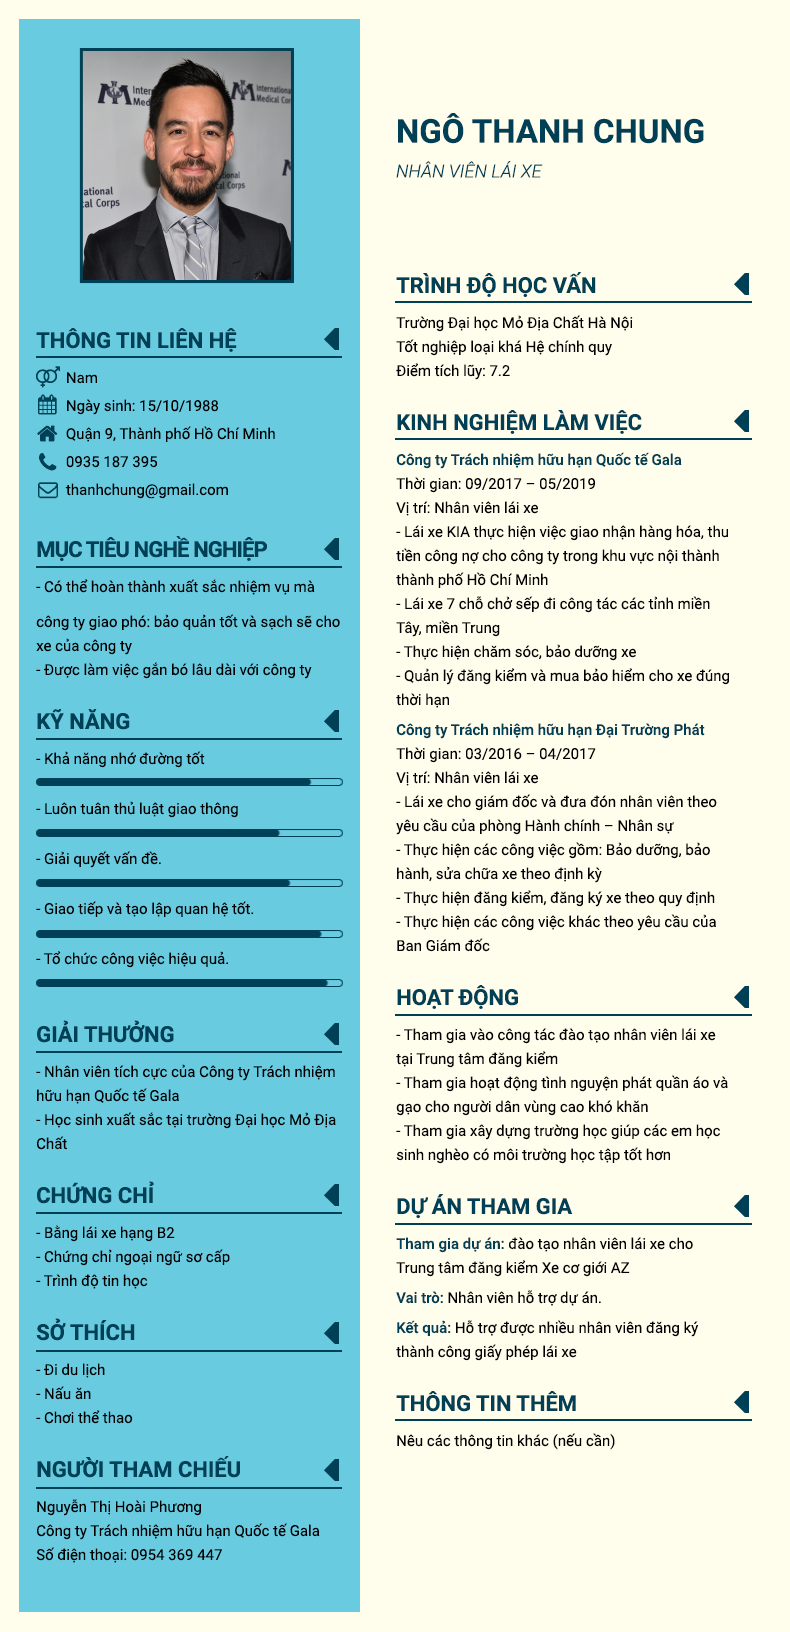 International
Medical Corps
International
Medical Cor
national
cal Corps
THÔNG TIN LIÊN HỆ
Nam
Ngày sinh: 15/10/1988
Quận 9, Thành phố Hồ Chí Minh
0935 187 395
thanhchung@gmail.com
MỤC TIÊU NGHỀ NGHIỆP
- Có thể hoàn thành xuất sắc nhiệm vụ mà
công ty giao phó: bảo quản tốt và sạch sẽ cho
xe của công ty
- Được làm việc gắn bó lâu dài với công ty
KỸ NĂNG
- Khả năng nhớ đường tốt
- Luôn tuân thủ luật giao thông
- Giải quyết vấn đề.
- Giao tiếp và tạo lập quan hệ tốt.
- Tổ chức công việc hiệu quả.
GIẢI THƯỞNG
- Nhân viên tích cực của Công ty Trách nhiệm
hữu hạn Quốc tế Gala
- Học sinh xuất sắc tại trường Đại học Mỏ Địa
Chất
CHỨNG CHỈ
- Bằng lái xe hạng B2
- Chứng chỉ ngoại ngữ sơ cấp
- Trình độ tin học
SỞ THÍCH
- Đi du lịch
- Nấu ăn
- Chơi thể thao
NGƯỜI THAM CHIẾU
Nguyễn Thị Hoài Phương
Công ty Trách nhiệm hữu hạn Quốc tế Gala
Số điện thoại: 0954 369 447
NGÔ THANH CHUNG
NHÂN VIÊN LÁI XE
TRÌNH ĐỘ HỌC VẤN
Trường Đại học Mỏ Địa Chất Hà Nội
Tốt nghiệp loại khá Hệ chính quy
Điểm tích lũy: 7.2
KINH NGHIỆM LÀM VIỆC
Công ty Trách nhiệm hữu hạn Quốc tế Gala
Thời gian: 09/2017 – 05/2019
Vị trí: Nhân viên lái xe
- Lái xe KIA thực hiện việc giao nhận hàng hóa, thu
tiền công nợ cho công ty trong khu vực nội thành
thành phố Hồ Chí Minh
- Lái xe 7 chỗ chở sếp đi công tác các tỉnh miền
Tây, miền Trung
- Thực hiện chăm sóc, bảo dưỡng xe
- Quản lý đăng kiểm và mua bảo hiểm cho xe đúng
thời hạn
Công ty Trách nhiệm hữu hạn Đại Trường Phát
Thời gian: 03/2016 – 04/2017
Vị trí: Nhân viên lái xe
- Lái xe cho giám đốc và đưa đón nhân viên theo
yêu cầu của phòng Hành chính – Nhân sự
- Thực hiện các công việc gồm: Bảo dưỡng, bảo
hành, sửa chữa xe theo định kỳ
- Thực hiện đăng kiểm, đăng ký xe theo quy định
- Thực hiện các công việc khác theo yêu cầu của
Ban Giám đốc
HOẠT ĐỘNG
- Tham gia vào công tác đào tạo nhân viên lái xe
tại Trung tâm đăng kiểm
- Tham gia hoạt động tình nguyện phát quần áo và
gạo cho người dân vùng cao khó khăn
- Tham gia xây dựng trường học giúp các em học
sinh nghèo có môi trường học tập tốt hơn
DỰ ÁN THAM GIA
Tham gia dự án: đào tạo nhân viên lái xe cho
Trung tâm đăng kiểm Xe cơ giới AZ
Vai trò: Nhân viên hỗ trợ dự án.
Kết quả: Hỗ trợ được nhiều nhân viên đăng ký
thành công giấy phép lái xe
THÔNG TIN THÊM
Nêu các thông tin khác (nếu cần)